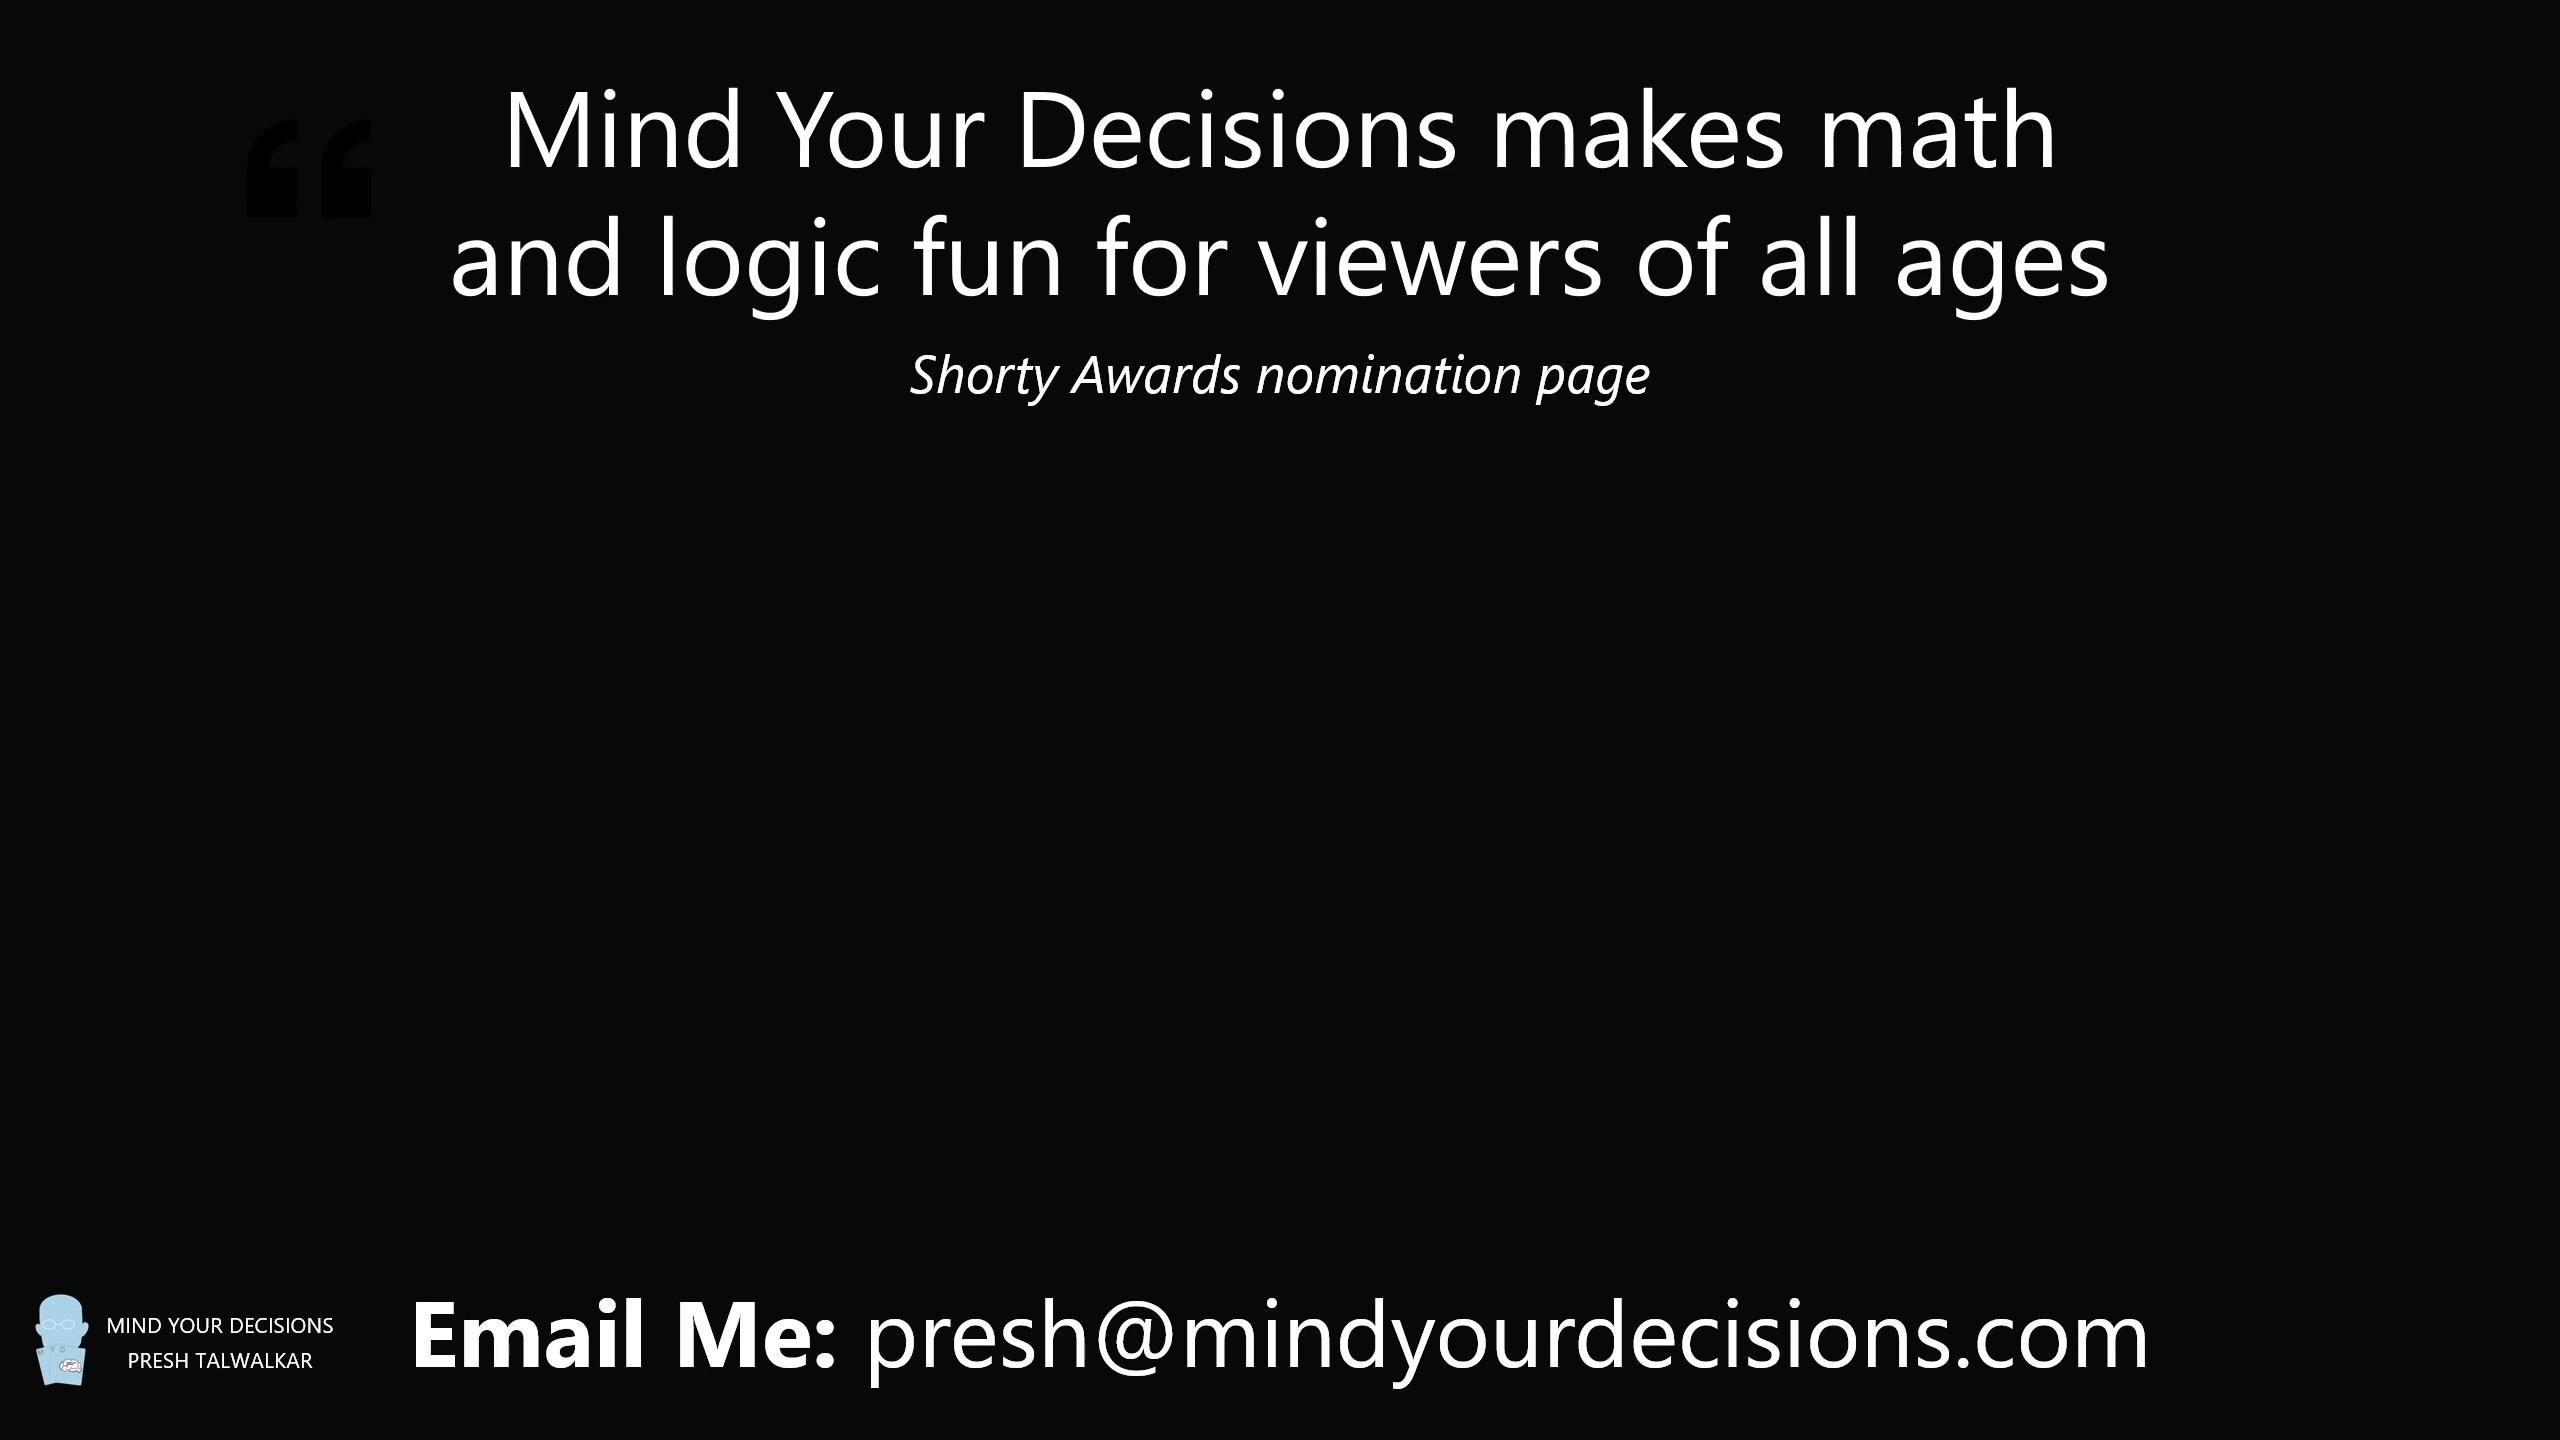 “
Mind Your Decisions makes math
and logic fun for viewers of all ages
Shorty Awards nomination page
MIND YOUR DECISIONS
PRESH TALWALKAR
Email Me: presh@mindyourdecisions.com
M Y D